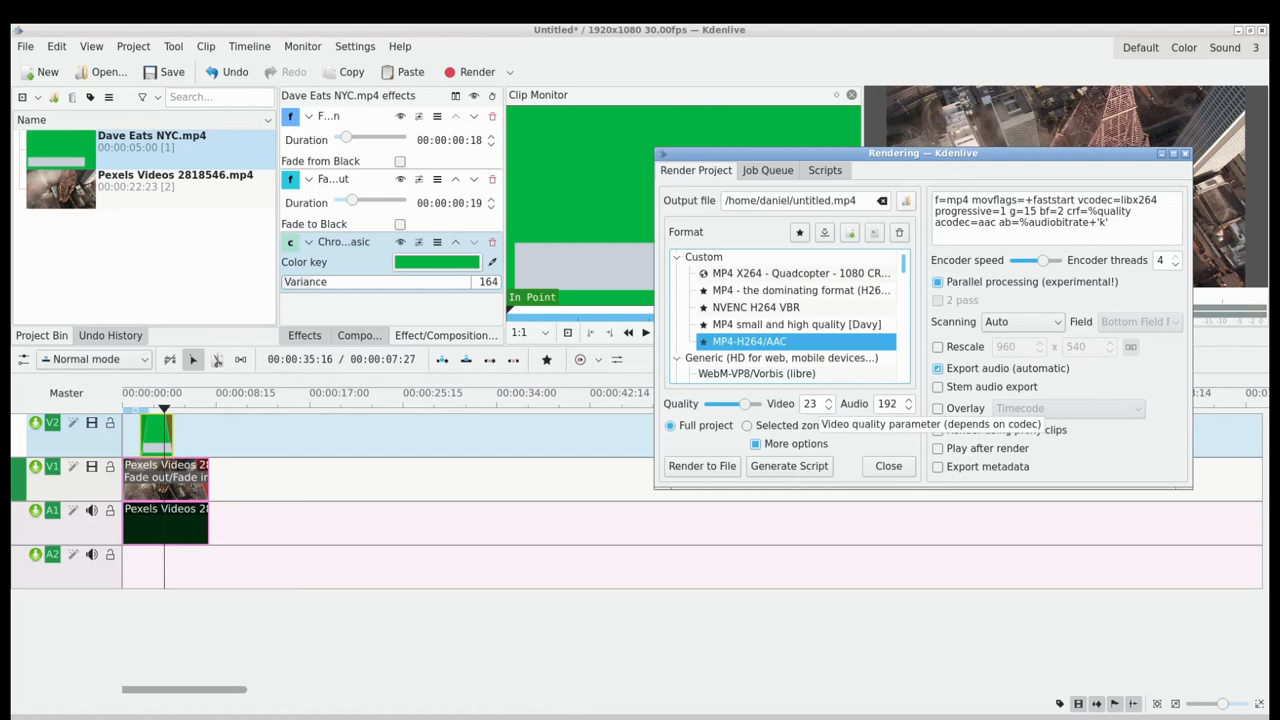 Untitled* / 1920x1080 30.00fps — Kdenlive
File Edit View Project Tool Clip Timeline Monitor Settings Help
Default Color Sound 3
New Open... Save Undo Redo Copy Paste Render
Search...
Name
Dave Eats NYC.mp4
00:00:05:00 [1]
Pexels Videos 2818546.mp4
00:00:22:23 [2]
Project Bin Undo History
Dave Eats NYC.mp4 effects
f F...n
Duration 00:00:00:18
Fade from Black
f Fa...ut
Duration 00:00:00:19
Fade to Black
c Chro...asic
Color key
Variance 164
Effects Compo... Effect/Composition...
Clip Monitor
In Point
1:1
Rendering — Kdenlive
Render Project Job Queue Scripts
Output file /home/daniel/untitled.mp4
Format
Custom
MP4 X264 - Quadcopter - 1080 CR...
MP4 - the dominating format (H26...
NVENC H264 VBR
MP4 small and high quality [Davy]
MP4-H264/AAC
Generic (HD for web, mobile devices...)
WebM-VP8/Vorbis (libre)
Quality Video 23 Audio 192
Full project Selected zon
Video quality parameter (depends on codec)
More options
Render to File Generate Script Close
f=mp4 movflags=+faststart vcodec=libx264
progressive=1 g=15 bf=2 crf=%quality
acodec=aac ab=%audiobitrate+'k'
Encoder speed Encoder threads 4
Parallel processing (experimental!)
2 pass
Scanning Auto Field Bottom Field F
Rescale 960 x 540
Export audio (automatic)
Stem audio export
Overlay Timecode
clips
Play after render
Export metadata
-15 -10 -5 -2 0
Normal mode 00:00:35:16 / 00:00:07:27
Master 00:00:00:00 00:00:08:15 00:00:17:00 00:00:25:15 00:00:34:00 00:00:42:14
V2
V1 Pexels Videos 28
Fade out/Fade in
A1 Pexels Videos 28
A2